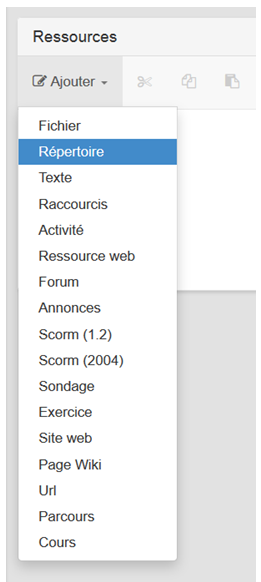 Ressources
Ajouter
Fichier
Répertoire
Texte
Raccourcis
Activité
Ressource web
Forum
Annonces
Scorm (1.2)
Scorm (2004)
Sondage
Exercice
Site web
Page Wiki
Url
Parcours
Cours